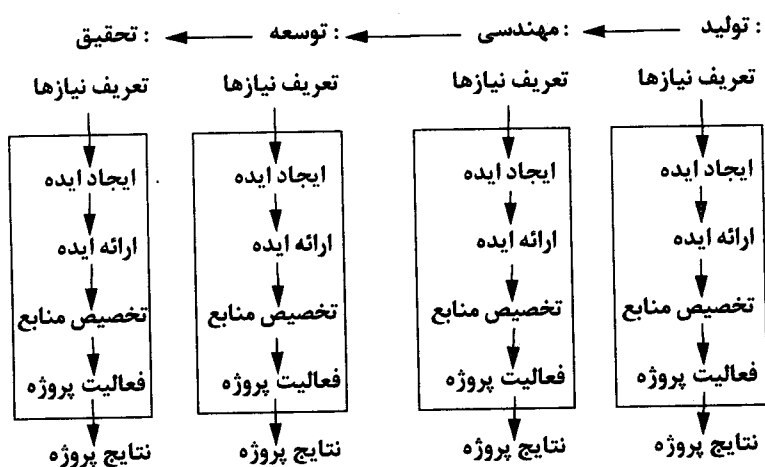 تولید : مهندسی : توسعه : تحقیق :
تعریف نیازها تعریف نیازها تعریف نیازها تعریف نیازها
ایجاد ایده ایجاد ایده ایجاد ایده ایجاد ایده
ارائه ایده ارائه ایده ارائه ایده ارائه ایده
تخصیص منابع تخصیص منابع تخصیص منابع تخصیص منابع
فعالیت پروژه فعالیت پروژه فعالیت پروژه فعالیت پروژه
نتایج پروژه نتایج پروژه نتایج پروژه نتایج پروژه